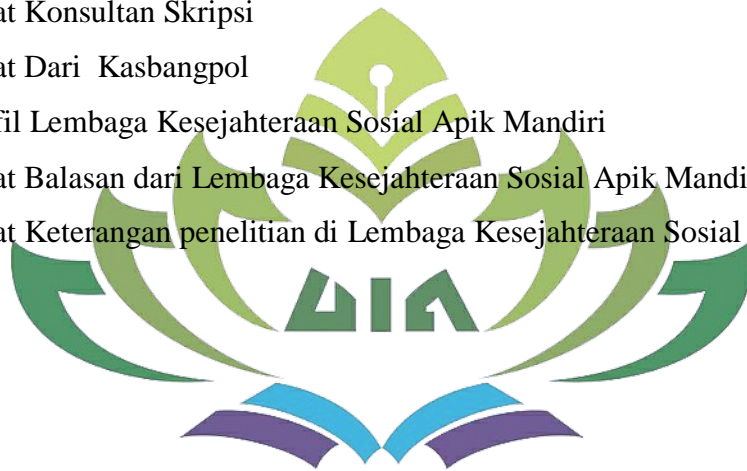 at Konsultan Skripsi
at Dari Kasbangpol
fil Lembaga Kesejahteraan Sosial Apik Mandiri
at Balasan dari Lembaga Kesejahteraan Sosial Apik Mandi
at Keterangan penelitian di Lembaga Kesejahteraan Sosial
UIN